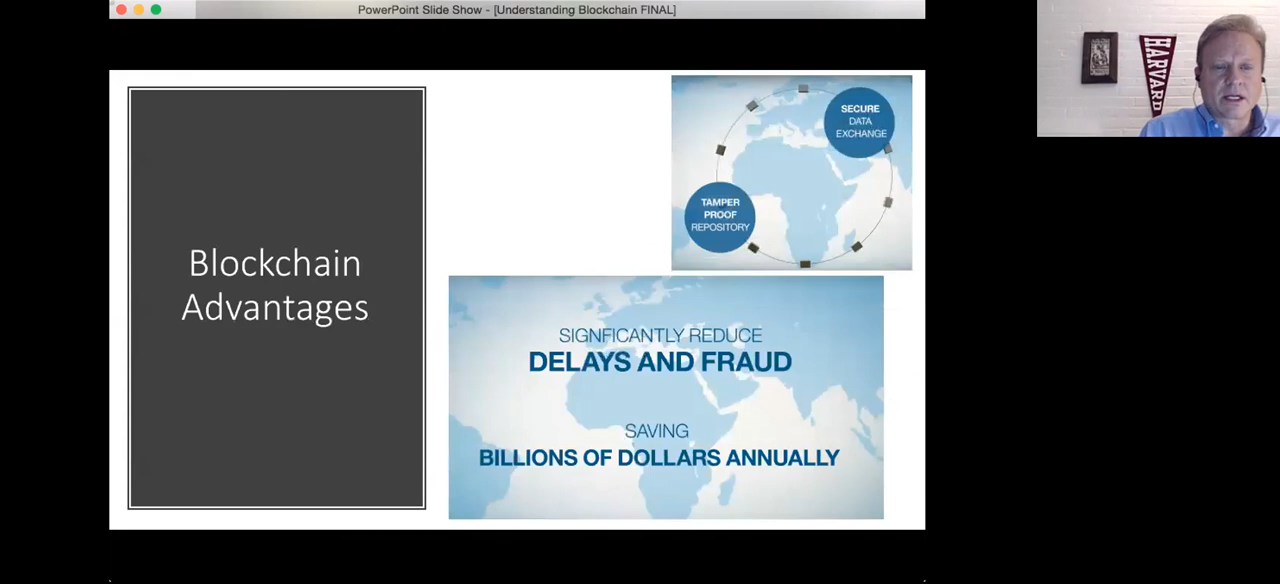 PowerPoint Slide Show - [Understanding Blockchain FINAL]
HARVARD
Blockchain
Advantages
SECURE
DATA
EXCHANGE
TAMPER
PROOF
REPOSITORY
SIGNFICANTLY REDUCE
DELAYS AND FRAUD
SAVING
BILLIONS OF DOLLARS ANNUALLY